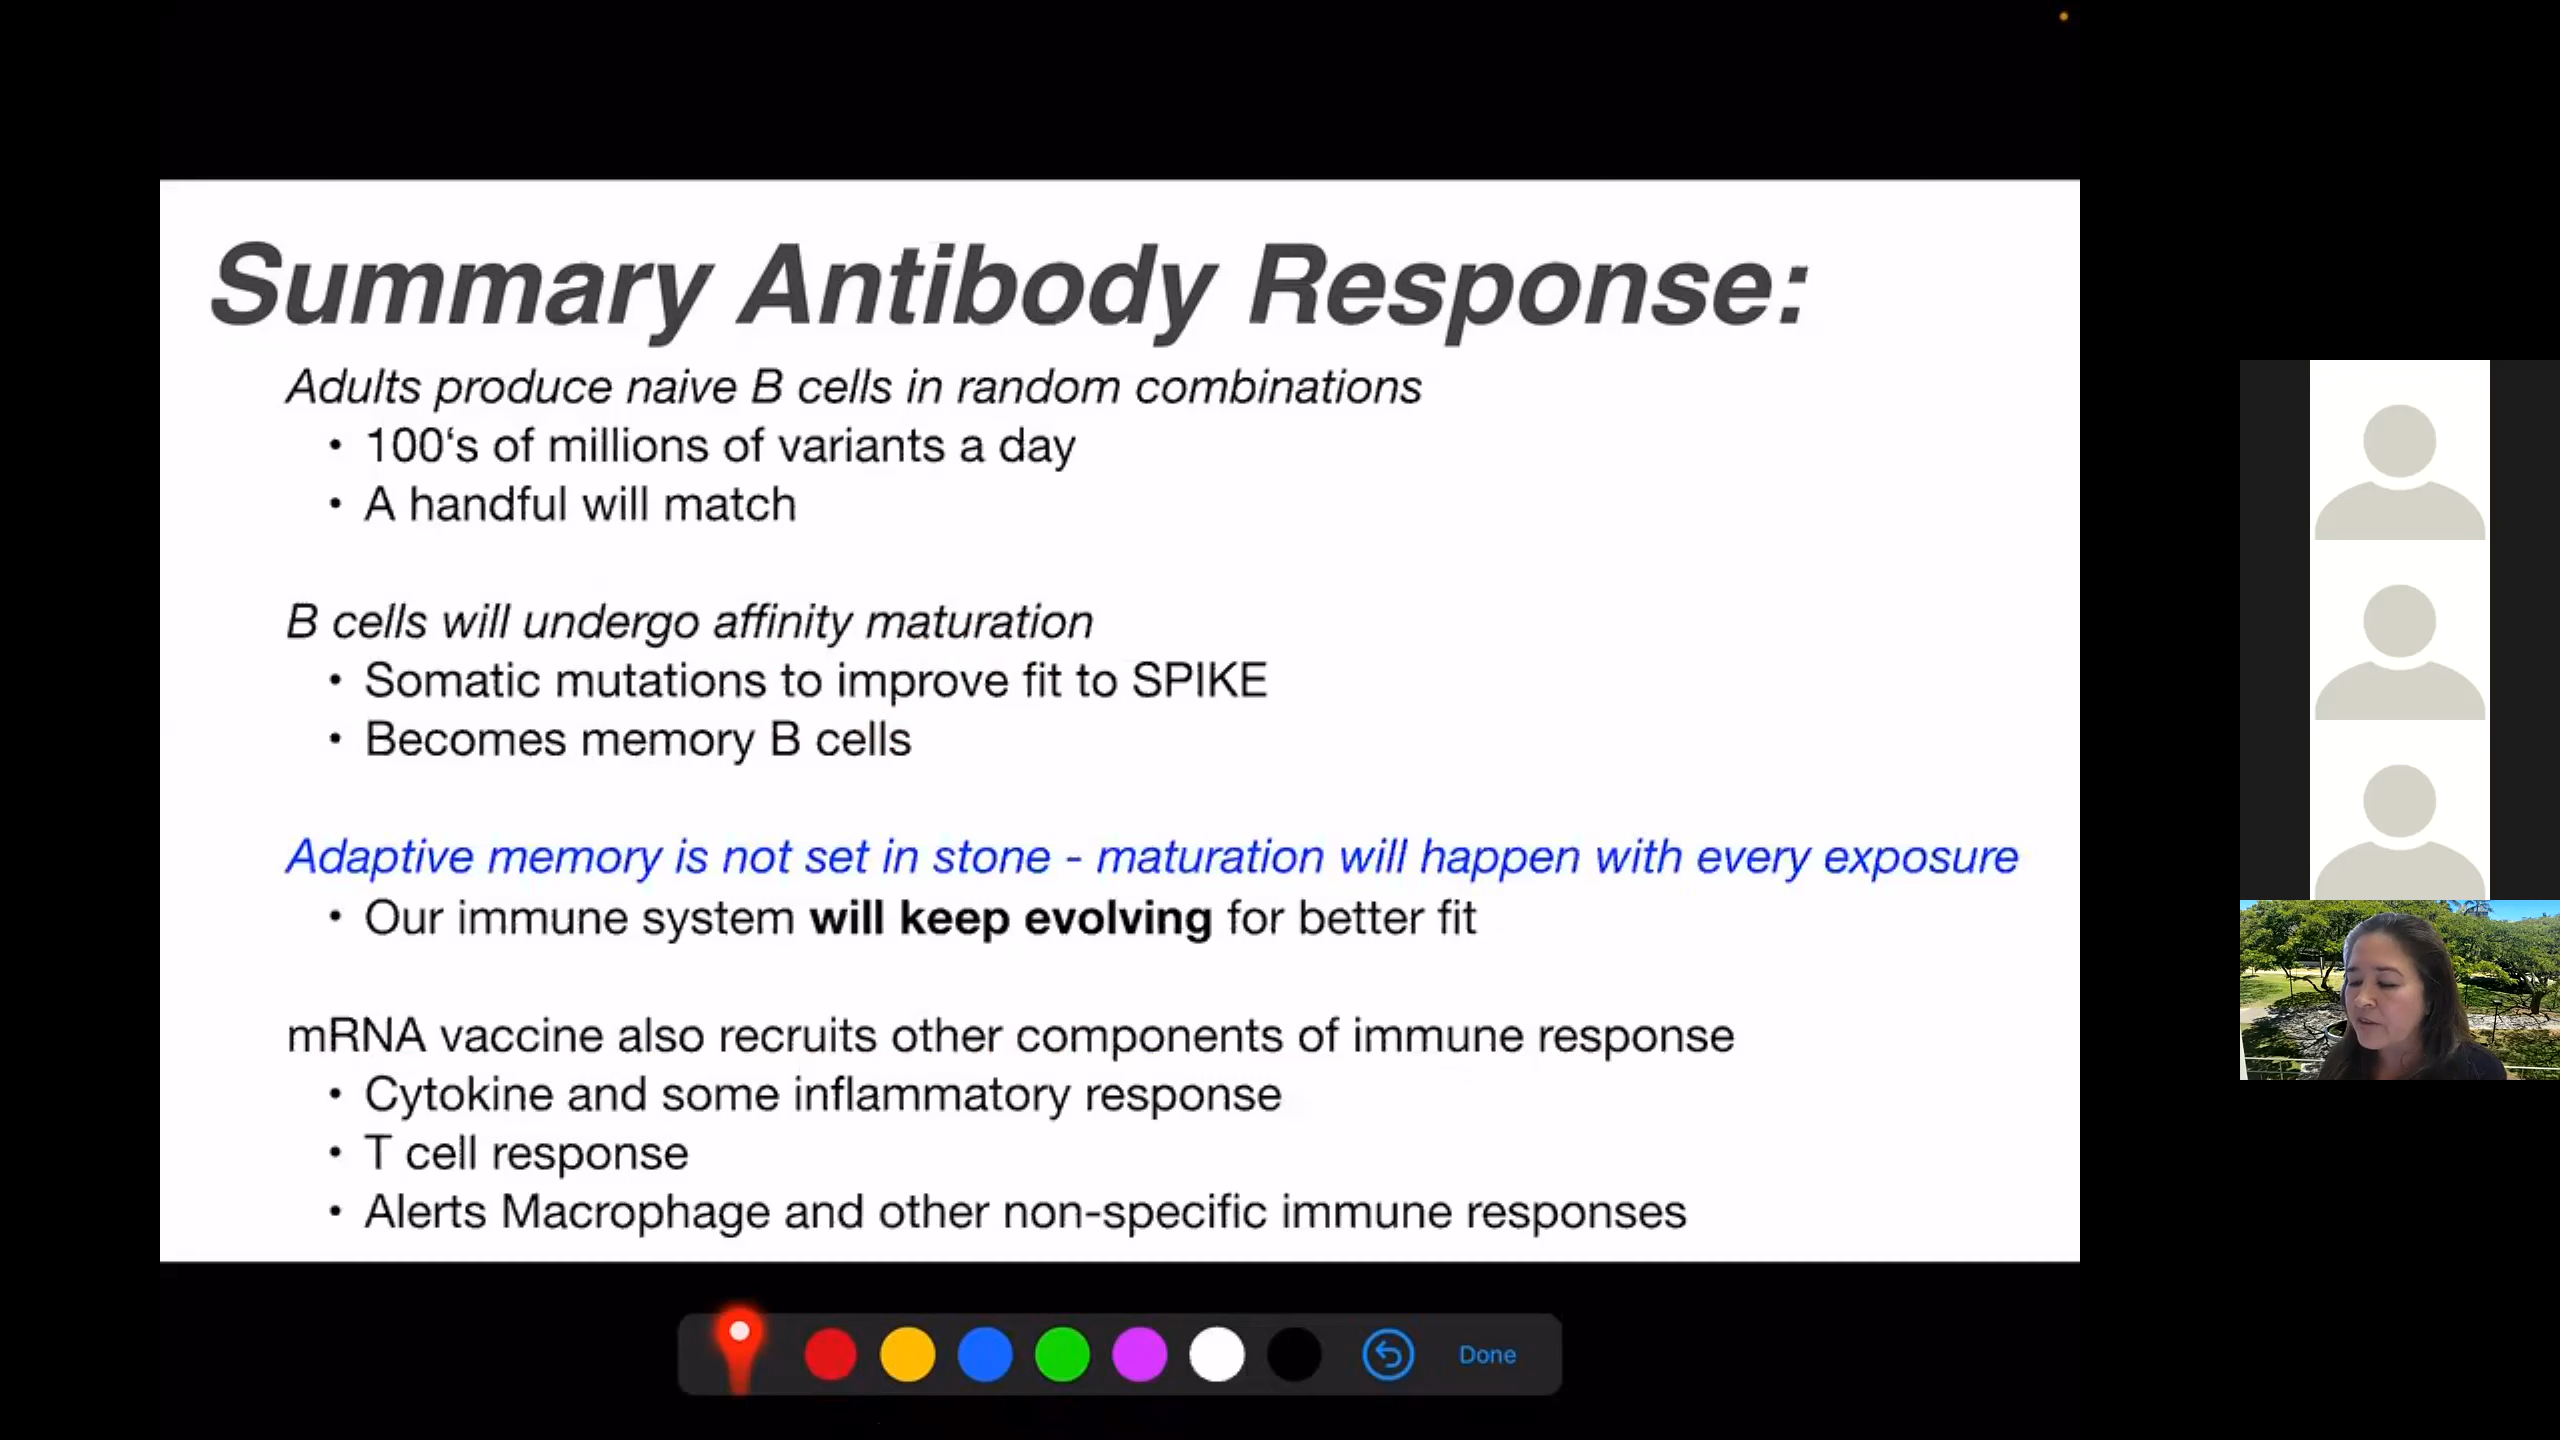 Summary Antibody Response:
Adults produce naive B cells in random combinations
• 100‘s of millions of variants a day
• A handful will match
B cells will undergo affinity maturation
• Somatic mutations to improve fit to SPIKE
• Becomes memory B cells
Adaptive memory is not set in stone - maturation will happen with every exposure
• Our immune system will keep evolving for better fit
mRNA vaccine also recruits other components of immune response
• Cytokine and some inflammatory response
• T cell response
• Alerts Macrophage and other non-specific immune responses
Done